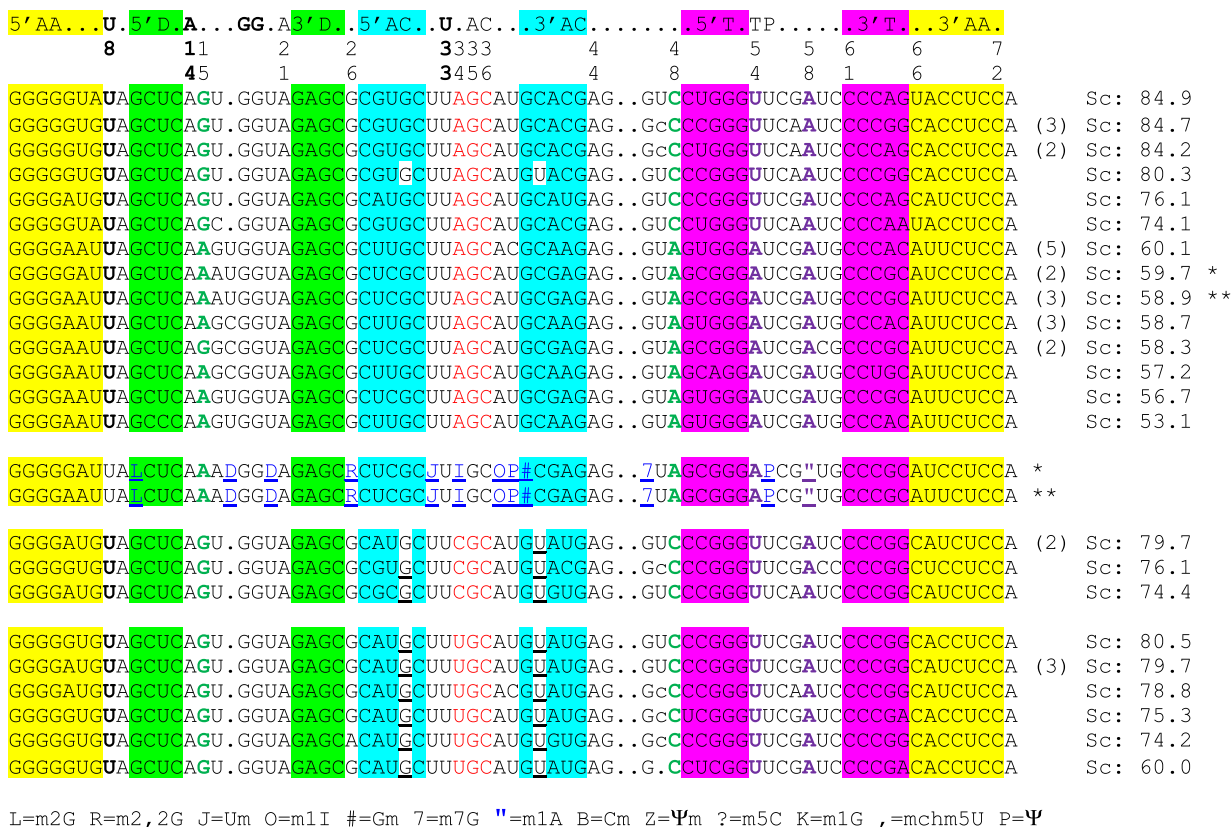 5′AA...U.5′D.A...GG.A3′D..5′AC..U.AC...3′AC........5′T.TP.....3′T..3′AA.
8 11 2 2 3333 4 4 5 5 6 6 7
45 1 6 3456 4 8 4 8 1 6 2
GGGGGUAUAGCUCAGU.GGUAGAGCGCGUGCUUAGCAUGCACGAG..GUCCUGGGUUCGAUCCCCAGUACCUCCA Sc: 84.9
GGGGGUGUAGCUCAGU.GGUAGAGCGCGUGCUUAGCAUGCACGAG..GcCCCGGGUUCAAUCCCCGGCACCUCCA (3) Sc: 84.7
GGGGGUGUAGCUCAGU.GGUAGAGCGCGUGCUUAGCAUGCACGAG..GcCCCGGGUUCAAUCCCCGGCACCUCCA (2) Sc: 84.2
GGGGGUGUAGCUCAGU.GGUAGAGCGCGUGCUUAGCAUGUACGAG..GUCCCGGGUUCAAUCCCCGGCACCUCCA Sc: 80.3
GGGGAUGUAGCUCAGU.GGUAGAGCGCAUGCUUAGCAUGCAUGAG..GUCCCGGGUUCGAUCCCCAGCAUCUCCA Sc: 76.1
GGGGGUAUAGCUCAGC.GGUAGAGCGCGUGCUUAGCAUGCACGAG..GUCCUGGGUUCAAUCCCCAAUACCUCCA Sc: 74.1
GGGGAAUUAGCUCAAGUGGUAGAGCGCUUGCUUAGCACGCAAGAG..GUAGUGGGAUCGAUGCCCACAUUCUCCA (5) Sc: 60.1
GGGGGAUUAGCUCAAAUGGUAGAGCGCUCGCUUAGCAUGCGAGAG..GUAGCGGGAUCGAUGCCCGCAUCCUCCA (2) Sc: 59.7 *
GGGGAAUUAGCUCAAAUGGUAGAGCGCUCGCUUAGCAUGCGAGAG..GUAGCGGGAUCGAUGCCCGCAUUCUCCA (3) Sc: 58.9 **
GGGGAAUUAGCUCAAGCGGUAGAGCGCUUGCUUAGCAUGCAAGAG..GUAGUGGGAUCGAUGCCCACAUUCUCCA (3) Sc: 58.7
GGGGAAUUAGCUCAGGCGGUAGAGCGCUCGCUUAGCAUGCGAGAG..GUAGCGGGAUCGACGCCCGCAUUCUCCA (2) Sc: 58.3
GGGGAAUUAGCUCAAGUGGUAGAGCGCUUGCUUAGCAUGCAAGAG..GUAGCAGGAUCGAUGCCUGCAUUCUCCA Sc: 57.2
GGGGAAUUAGCUCAAGUGGUAGAGCGCUCGCUUAGCAUGCGAGAG..GUAGCGGGAUCGAUGCCCGCAUUCUCCA Sc: 56.7
GGGGAAUUAGCCCAAGUGGUAGAGCGCUUGCUUAGCAUGCAAGAG..GUAGUGGGAUCGAUGCCCACAUUCUCCA Sc: 53.1
GGGGGAUUALCUCAAADGGDAGAGCRCUCGCJUIGCOP#CGAGAG..7UAGCGGGAPCG"UGCCCGCAUCCUCCA *
GGGGAAUUALCUCAAADGGDAGAGCRCUCGCJUIGCOP#CGAGAG..7UAGCGGGAPCG"UGCCCGCAUUCUCCA **
GGGGAUGUAGCUCAGU.GGUAGAGCGCAUGCUUCGCAUGUAUGAG..GUCCCGGGUUCGAUCCCCGGCAUCUCCA (2) Sc: 79.7
GGGGGUGUAGCUCAGU.GGUAGAGCGCGUGCUUCGCAUGUACGAG..GcCCCGGGUUCGACCCCCGGCUCCUCCA Sc: 76.1
GGGGAUGUAGCUCAGU.GGUAGAGCGCGCGCUUCGCAUGUGUGAG..GUCCCGGGUUCAAUCCCCGGCAUCUCCA Sc: 74.4
GGGGGUGUAGCUCAGU.GGUAGAGCGCAUGCUUUGCAUGUAUGAG..GUCCCGGGUUCGAUCCCCGGCACCUCCA Sc: 80.5
GGGGAUGUAGCUCAGU.GGUAGAGCGCAUGCUUUGCAUGUAUGAG..GUCCCGGGUUCGAUCCCCGGCAUCUCCA (3) Sc: 79.7
GGGGAUGUAGCUCAGU.GGUAGAGCGCAUGCUUUGCACGUAUGAG..GcCCCGGGUUCAAUCCCCGGCAUCUCCA Sc: 78.8
GGGGGUGUAGCUCAGU.GGUAGAGCGCAUGCUUUGCAUGUAUGAG..GcCUCGGGUUCGAUCCCCGACACCUCCA Sc: 75.3
GGGGGUGUAGCUCAGU.GGUAGAGCACAUGCUUUGCAUGUGUGAG..GcCCCGGGUUCGAUCCCCGGCACCUCCA Sc: 74.2
GGGGGUGUAGCUCAGU.GGUAGAGCGCAUGCUUUGCAUGUAUGAG..G.CCUCGGUUCGAUCCCCGACACCUCCA Sc: 60.0
L=m2G R=m2,2G J=Um O=m1I #=Gm 7=m7G "=m1A B=Cm Z=Ψm ?=m5C K=m1G ,=mchm5U P=Ψ